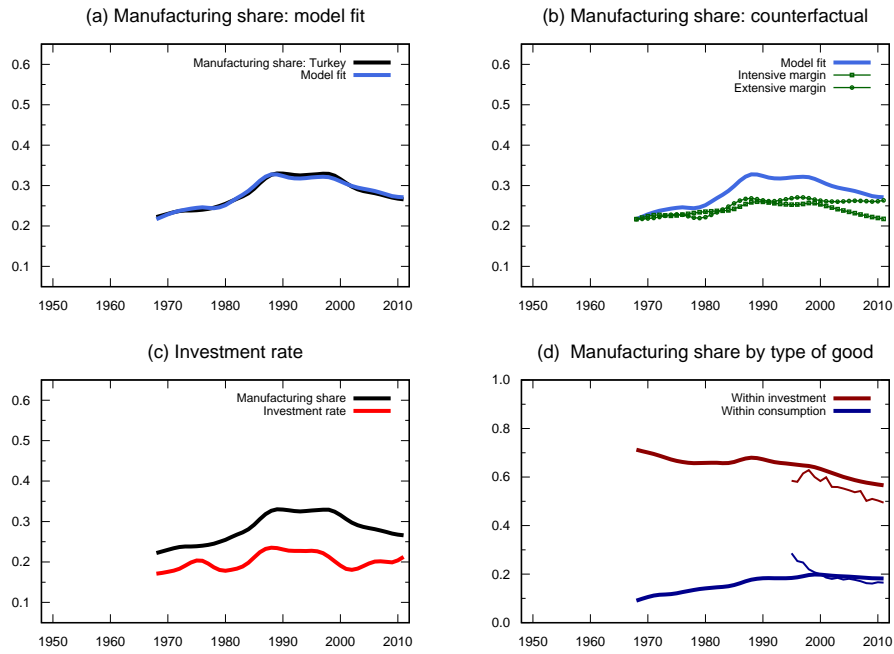 (a) Manufacturing share: model fit
0.6
0.5
0.4
0.3
0.2
0.1
Manufacturing share: Turkey
Model fit
1950 1960 1970 1980 1990 2000 2010
(b) Manufacturing share: counterfactual
0.6
0.5
0.4
0.3
0.2
0.1
Model fit
Intensive margin
Extensive margin
1950 1960 1970 1980 1990 2000 2010
(c) Investment rate
0.6
0.5
0.4
0.3
0.2
0.1
Manufacturing share
Investment rate
1950 1960 1970 1980 1990 2000 2010
(d) Manufacturing share by type of good
1.0
0.8
0.6
0.4
0.2
0.0
Within investment
Within consumption
1950 1960 1970 1980 1990 2000 2010